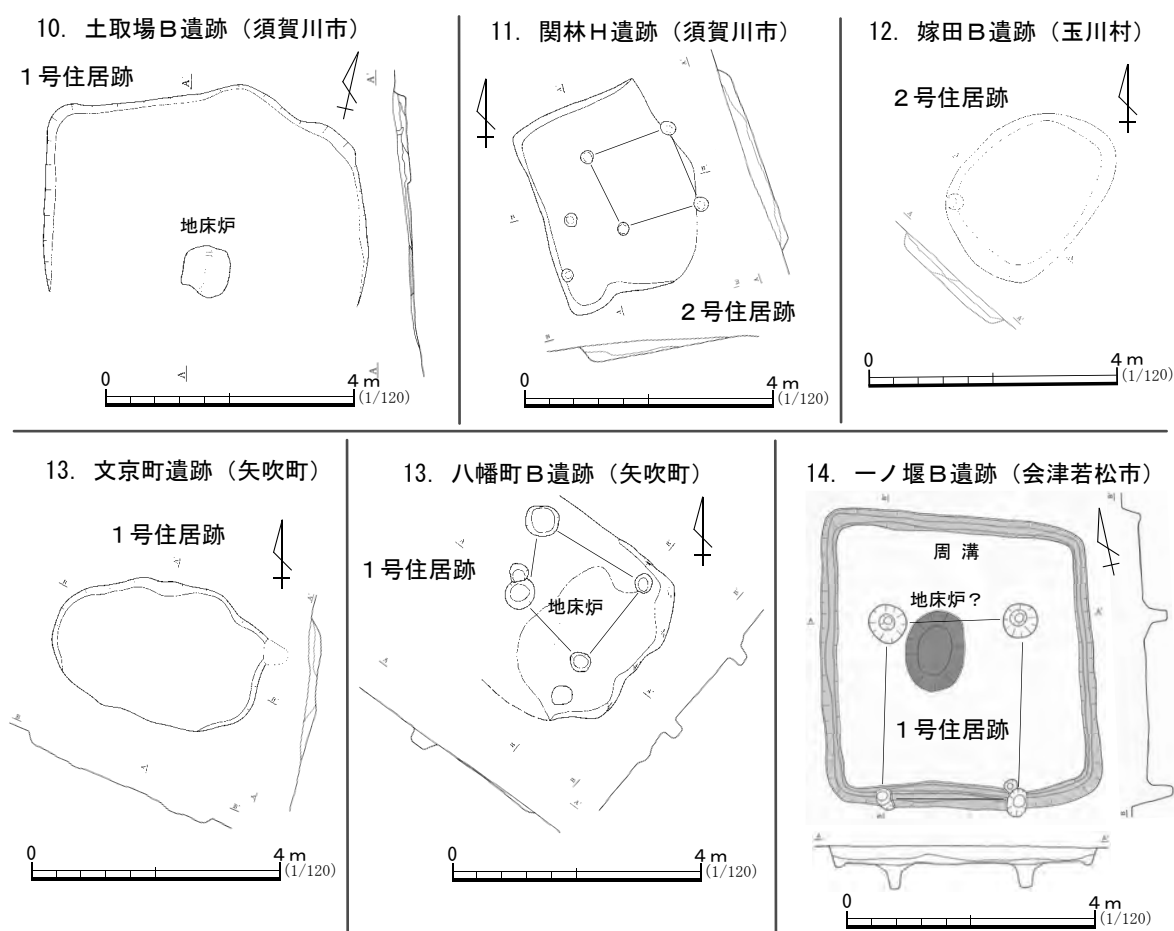 10. 土取場B遺跡（須賀川市）
1号住居跡
地床炉
A'
A'
A
A
0 4m
(1/120)
11. 関林H遺跡（須賀川市）
2号住居跡
0 4m
(1/120)
12. 嫁田B遺跡（玉川村）
2号住居跡
0 4m
(1/120)
13. 文京町遺跡（矢吹町）
1号住居跡
0 4m
(1/120)
13. 八幡町B遺跡（矢吹町）
1号住居跡
地床炉
0 4m
(1/120)
14. 一ノ堰B遺跡（会津若松市）
周溝
地床炉？
1号住居跡
0 4m
(1/120)